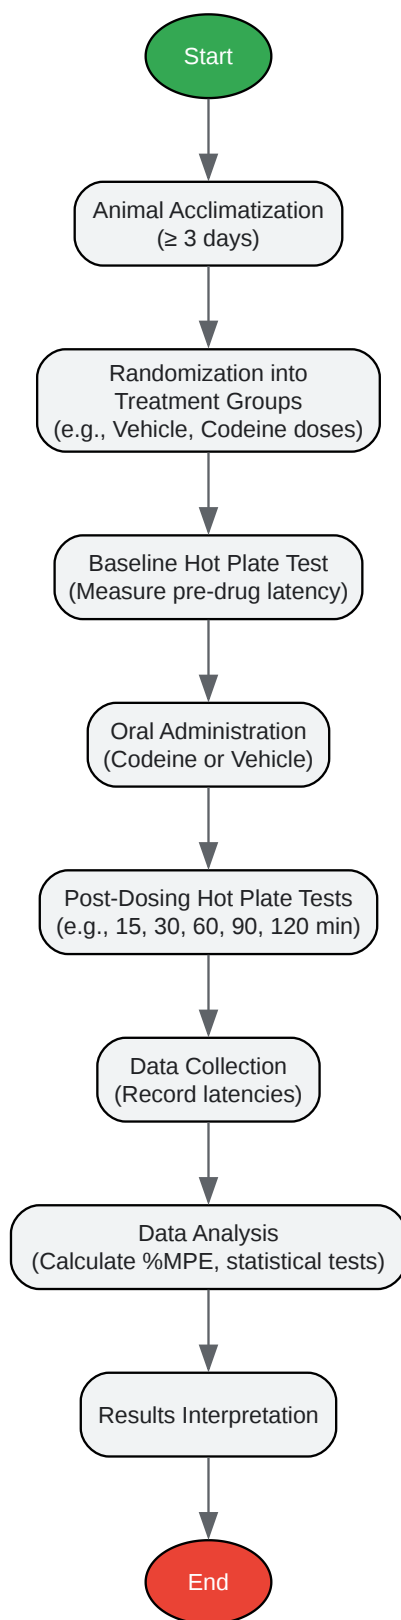 Start
Animal Acclimatization
(≥ 3 days)
Randomization into
Treatment Groups
(e.g., Vehicle, Codeine doses)
Baseline Hot Plate Test
(Measure pre-drug latency)
Oral Administration
(Codeine or Vehicle)
Post-Dosing Hot Plate Tests
(e.g., 15, 30, 60, 90, 120 min)
Data Collection
(Record latencies)
Data Analysis
(Calculate %MPE, statistical tests)
Results Interpretation
End